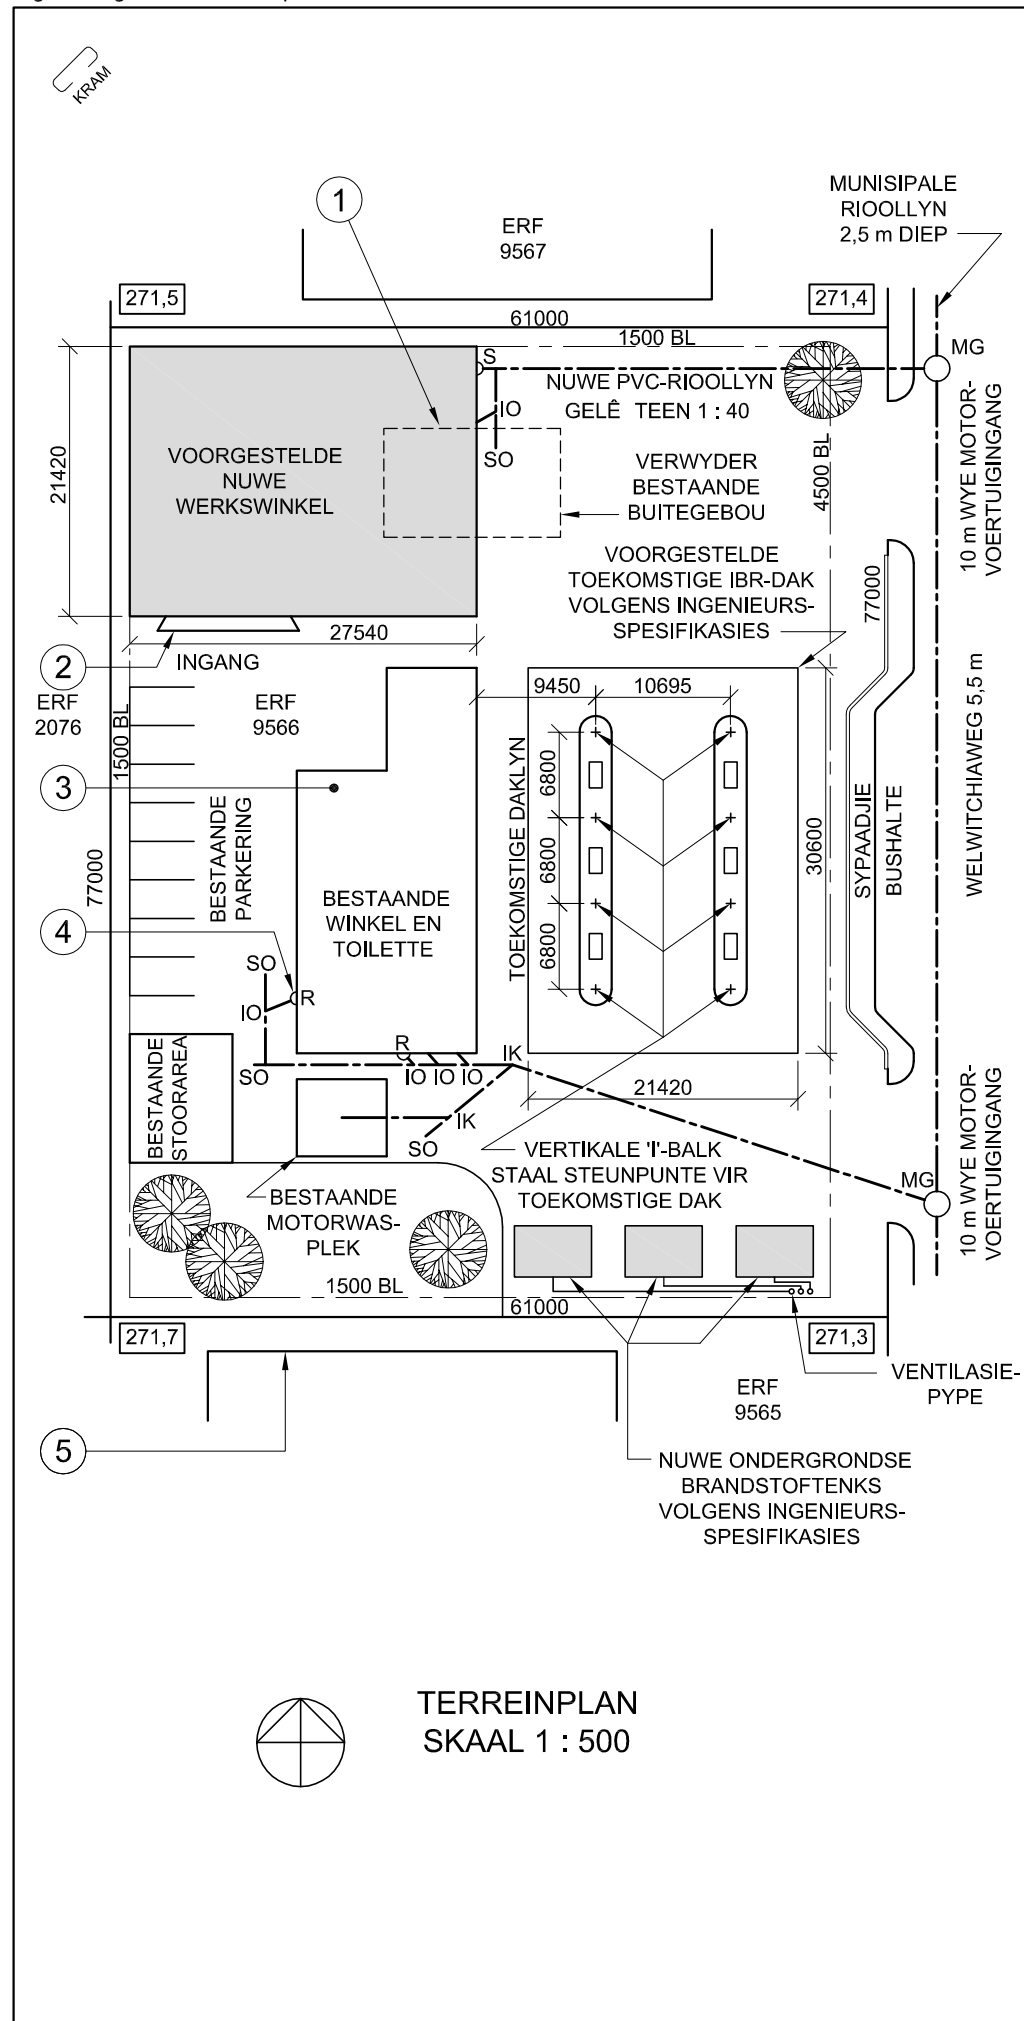 KRAM
1
ERF
9567
MUNISIPALE
RIOOLLYN
2,5 m DIEP
271,5
271,4
61000
1500 BL
S
MG
NUWE PVC-RIOOLLYN
GELÊ TEEN 1 : 40
IO
SO
VOORGESTELDE
NUWE
WERKSWINKEL
21420
VERWYDER
BESTAANDE
BUITEGEBOU
4500 BL
10 m WYE MOTOR-
VOERTUIGINGANG
VOORGESTELDE
TOEKOMSTIGE IBR-DAK
VOLGENS INGENIEURS-
SPESIFIKASIES
77000
27540
2
INGANG
ERF
2076
ERF
9566
1500 BL
9450
10695
WELWITCHIAWEG 5,5 m
3
6800
6800
6800
TOEKOMSTIGE DAKLYN
30600
SYPAADJIE
BUSHALTE
77000
BESTAANDE
PARKERING
BESTAANDE
WINKEL EN
TOILETTE
4
SO
R
IO
SO
R
IO
IO
IO
IK
BESTAANDE
STOORAREA
21420
IK
SO
VERTIKALE 'I'-BALK
STAAL STEUNPUNTE VIR
TOEKOMSTIGE DAK
MG
10 m WYE MOTOR-
VOERTUIGINGANG
BESTAANDE
MOTORWAS-
PLEK
1500 BL
61000
271,7
271,3
VENTILASIE-
PYPE
ERF
9565
5
NUWE ONDERGRONDSE
BRANDSTOFTENKS
VOLGENS INGENIEURS-
SPESIFIKASIES
TERREINPLAN
SKAAL 1 : 500